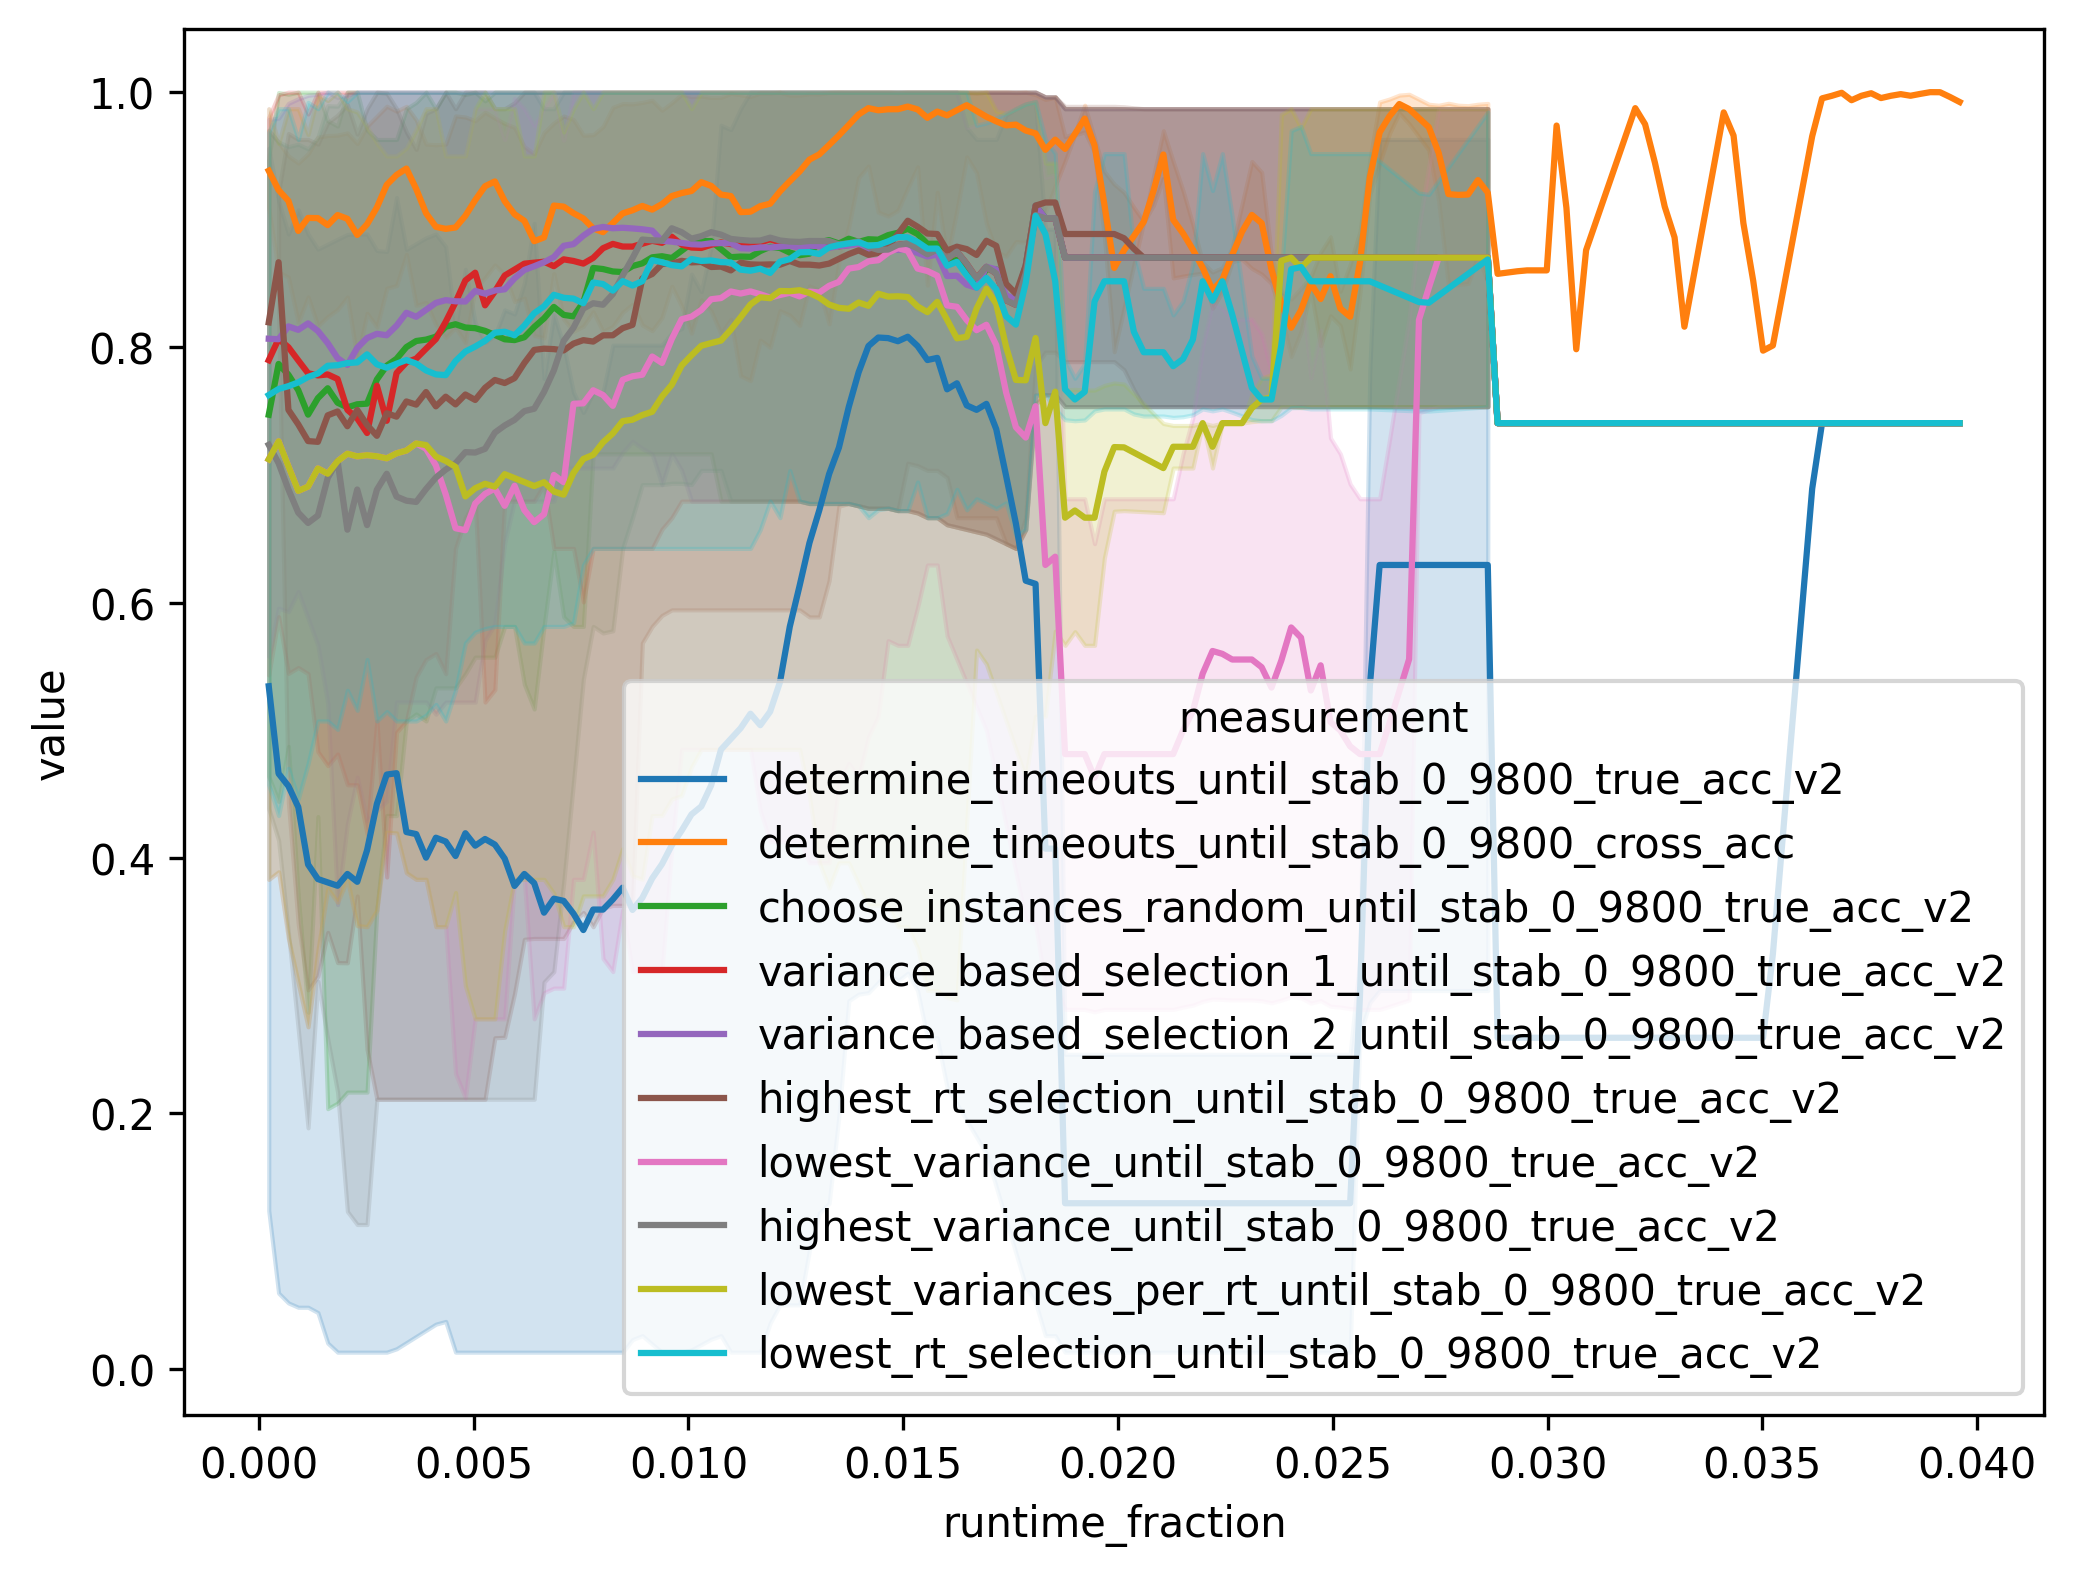 1.0
0.8
0.6
0.4
0.2
0.0
value
measurement
determine_timeouts_until_stab_0_9800_true_acc_v2
determine_timeouts_until_stab_0_9800_cross_acc
choose_instances_random_until_stab_0_9800_true_acc_v2
variance_based_selection_1_until_stab_0_9800_true_acc_v2
variance_based_selection_2_until_stab_0_9800_true_acc_v2
highest_rt_selection_until_stab_0_9800_true_acc_v2
lowest_variance_until_stab_0_9800_true_acc_v2
highest_variance_until_stab_0_9800_true_acc_v2
lowest_variances_per_rt_until_stab_0_9800_true_acc_v2
lowest_rt_selection_until_stab_0_9800_true_acc_v2
0.000 0.005 0.010 0.015 0.020 0.025 0.030 0.035 0.040
runtime_fraction